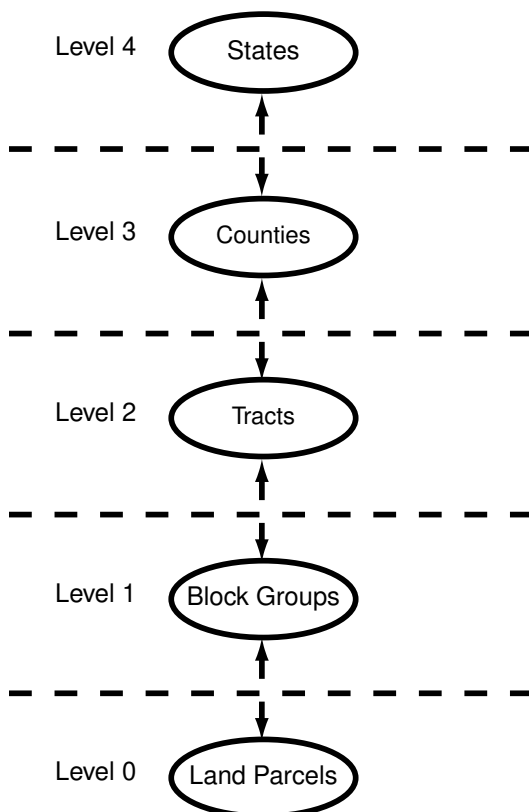 Level 4
States
Level 3
Counties
Level 2
Tracts
Level 1
Block Groups
Level 0
Land Parcels